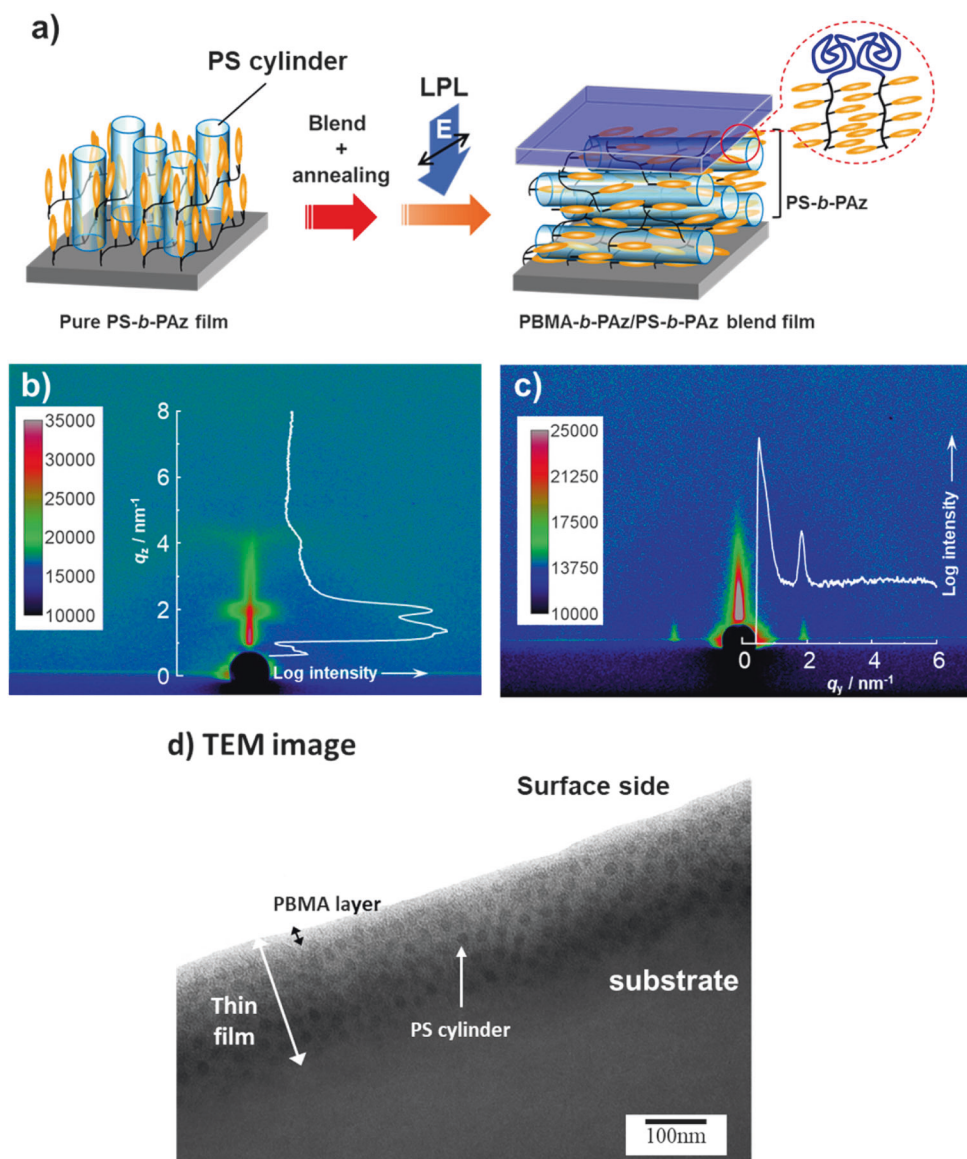 a)
PS cylinder
Blend
+
annealing
LPL
E
PS-b-PAz
Pure PS-b-PAz film
PBMA-b-PAz/PS-b-PAz blend film
b)
35000
30000
25000
20000
15000
10000
8
6
4
2
0
qz / nm-1
Log intensity
c)
25000
21250
17500
13750
10000
Log intensity
0
2
4
6
qy / nm-1
d) TEM image
Surface side
PBMA layer
Thin
film
PS cylinder
substrate
100nm